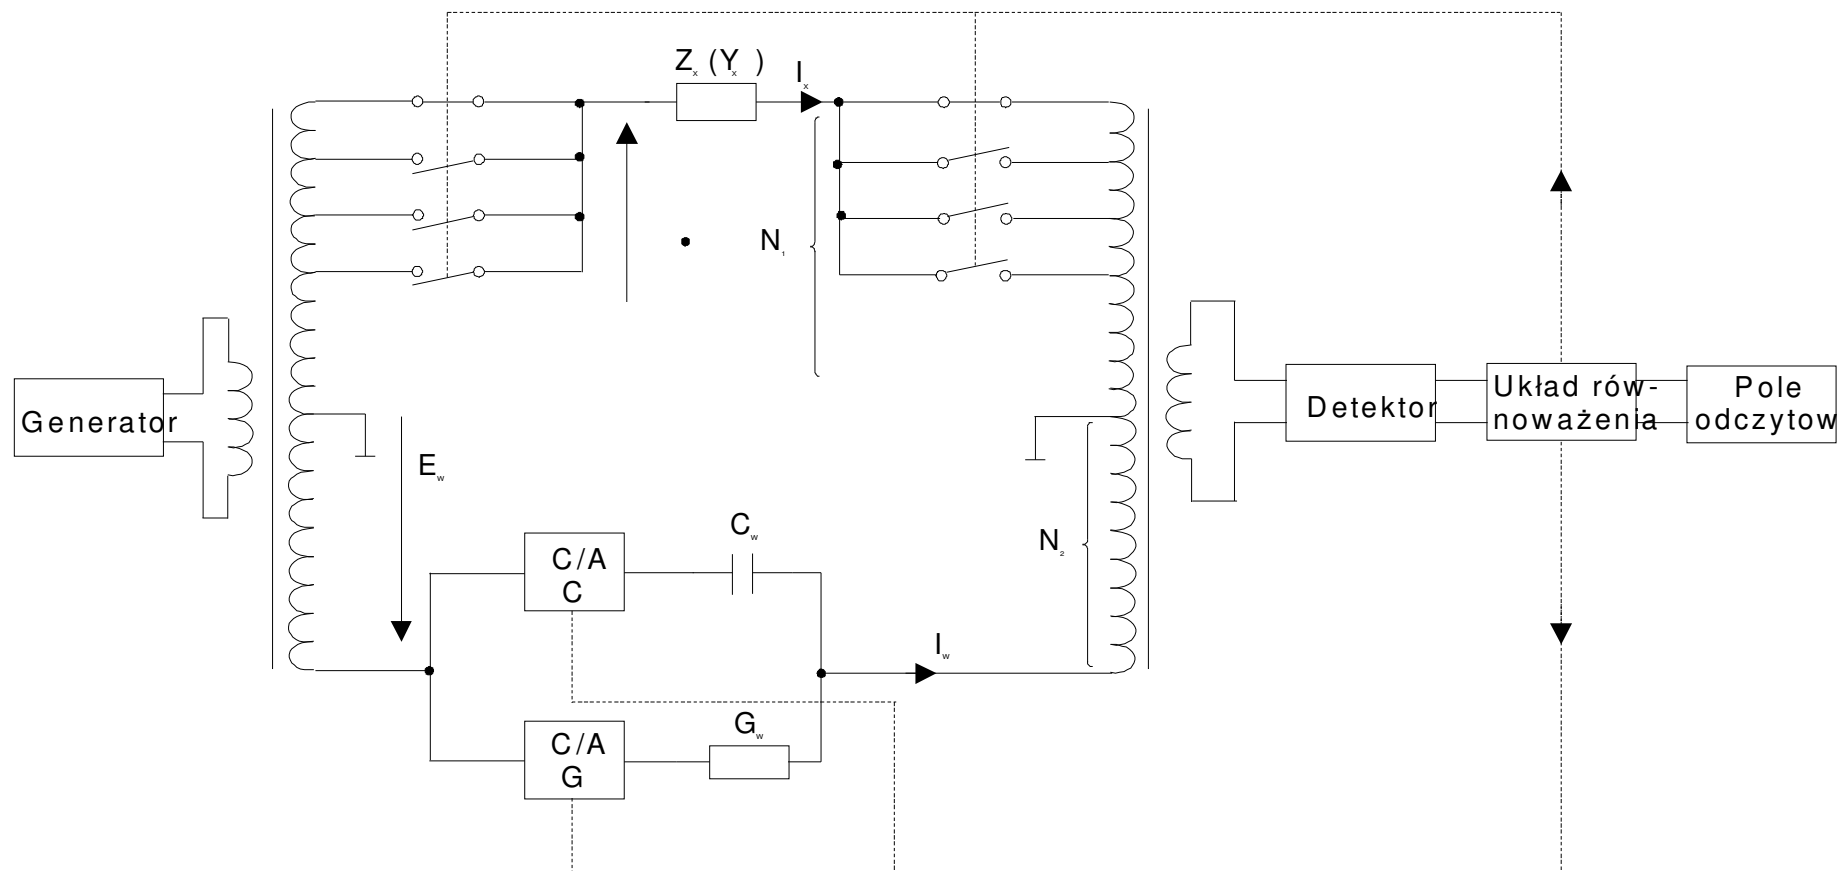 Zx (Yx )
Ix
N1
Generator
Ew
Detektor
Układ rów-
noważenia
Pole
odczytow
Cw
C/A
C
N2
Iw
Gw
C/A
G